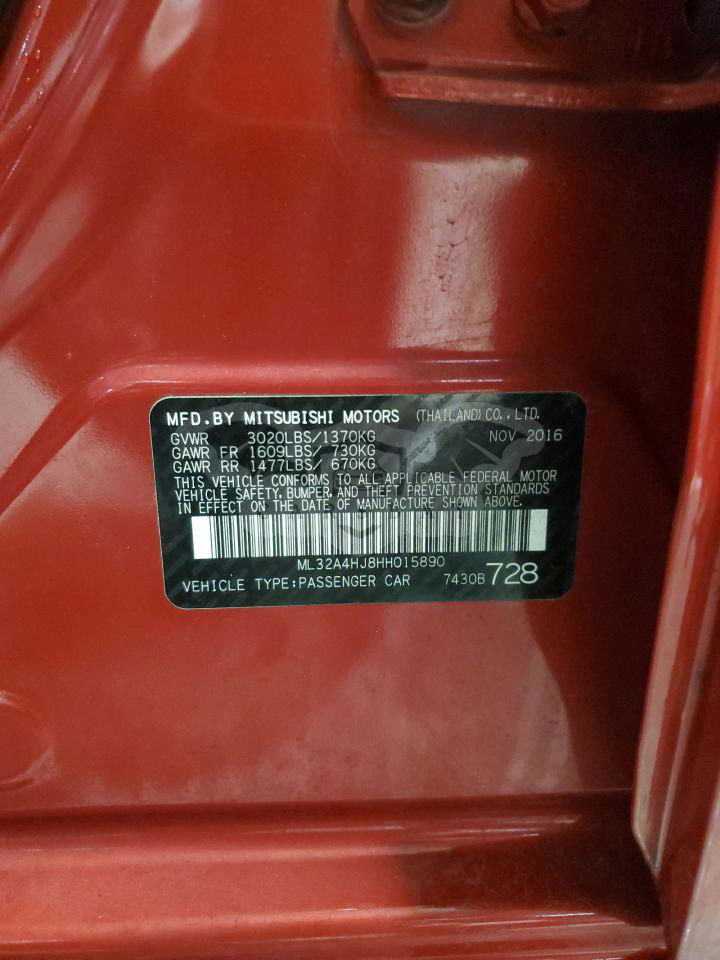 MFD.BY MITSUBISHI MOTORS (THAILAND)CO.,LTD.
GVWR 3020LBS/1370KG NOV 2016
GAWR FR 1609LBS/ 730KG
GAWR RR 1477LBS/ 670KG
THIS VEHICLE CONFORMS TO ALL APPLICABLE FEDERAL MOTOR
VEHICLE SAFETY, BUMPER, AND THEFT PREVENTION STANDARDS
IN EFFECT ON THE DATE OF MANUFACTURE SHOWN ABOVE.
ML32A4HJ8HH015890
VEHICLE TYPE:PASSENGER CAR 7430B 728